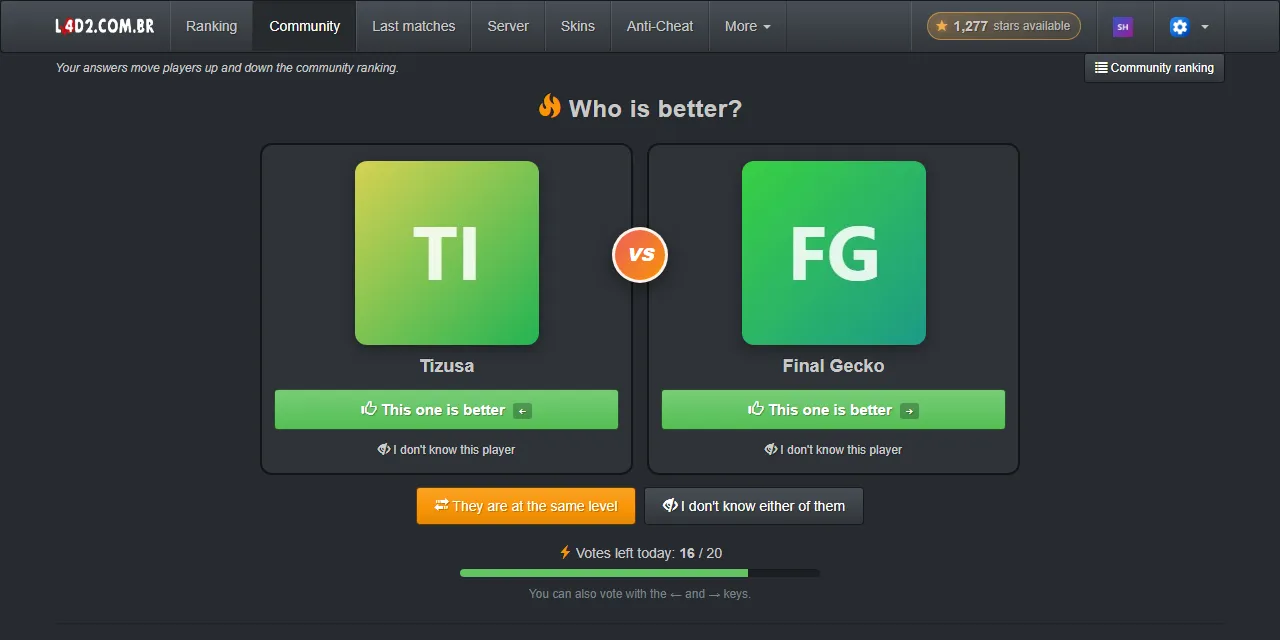 L4D2.COM.BR Ranking Community Last matches Server Skins Anti-Cheat More 1,277 stars available SH
Your answers move players up and down the community ranking.
Community ranking
Who is better?
TI
VS
FG
Tizusa
Final Gecko
This one is better ←
This one is better →
I don't know this player
I don't know this player
They are at the same level
I don't know either of them
Votes left today: 16 / 20
You can also vote with the ← and → keys.